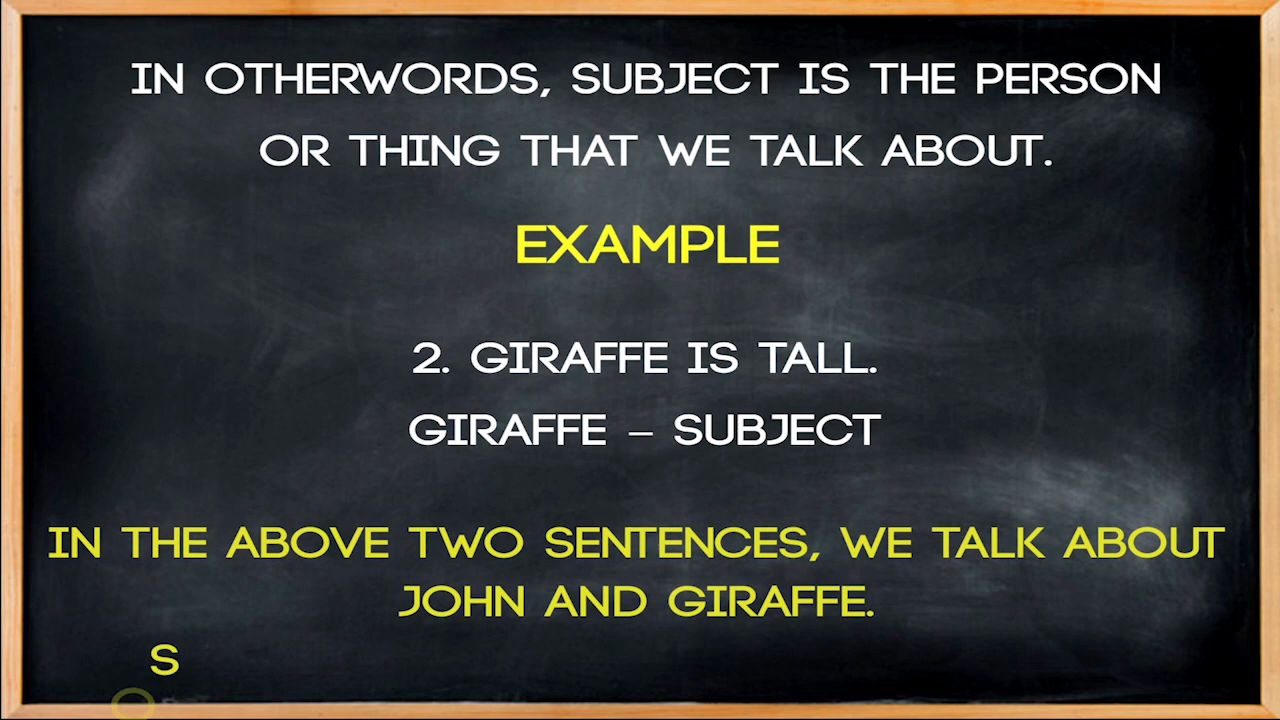 IN OTHERWORDS, SUBJECT IS THE PERSON
OR THING THAT WE TALK ABOUT.
EXAMPLE
2. GIRAFFE IS TALL.
GIRAFFE – SUBJECT
IN THE ABOVE TWO SENTENCES, WE TALK ABOUT
JOHN AND GIRAFFE.
S
O